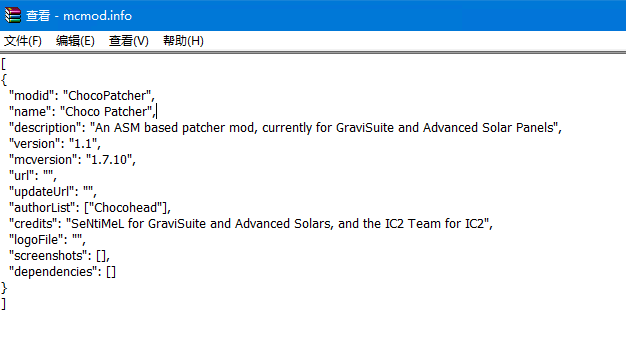 查看 - mcmod.info
文件(F) 编辑(E) 查看(V) 帮助(H)
[
{
  "modid": "ChocoPatcher",
  "name": "Choco Patcher",
  "description": "An ASM based patcher mod, currently for GraviSuite and Advanced Solar Panels",
  "version": "1.1",
  "mcversion": "1.7.10",
  "url": "",
  "updateUrl": "",
  "authorList": ["Chocohead"],
  "credits": "SeNtiMeL for GraviSuite and Advanced Solars, and the IC2 Team for IC2",
  "logoFile": "",
  "screenshots": [],
  "dependencies": []
}
]